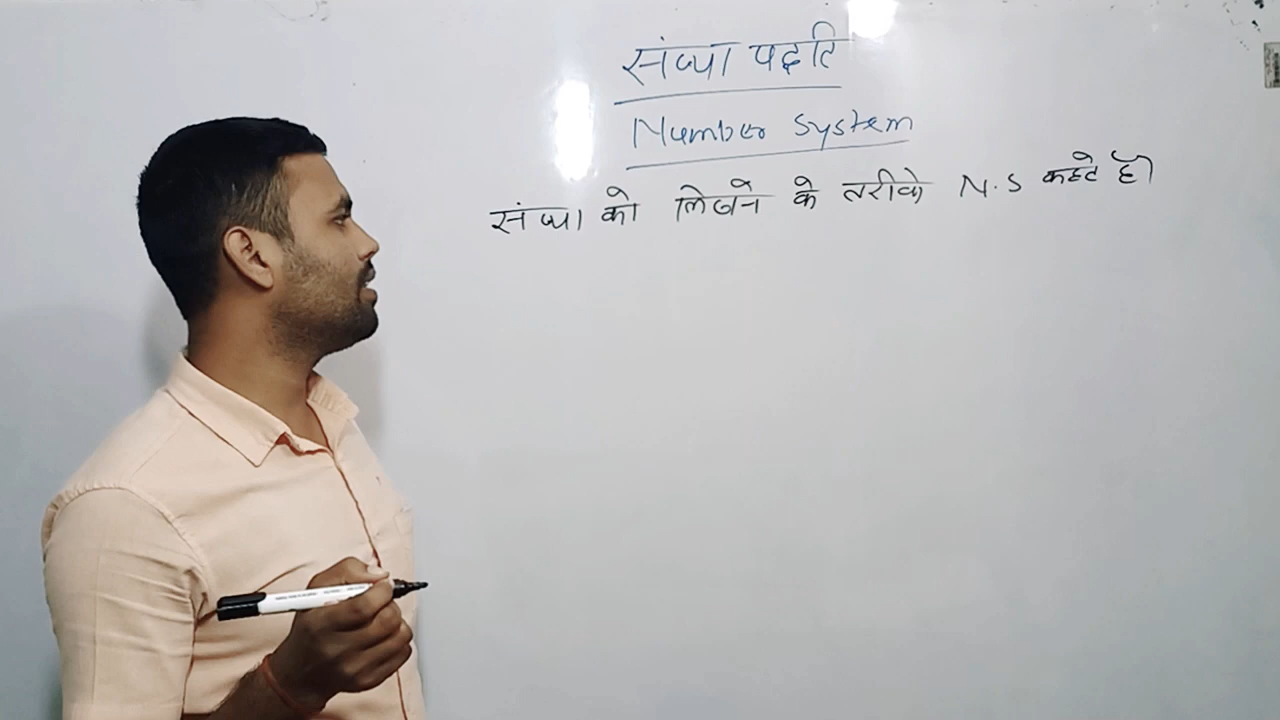 संख्या पद्धति
Number System
संख्या को लिखने के तरीके N.S कहते है।